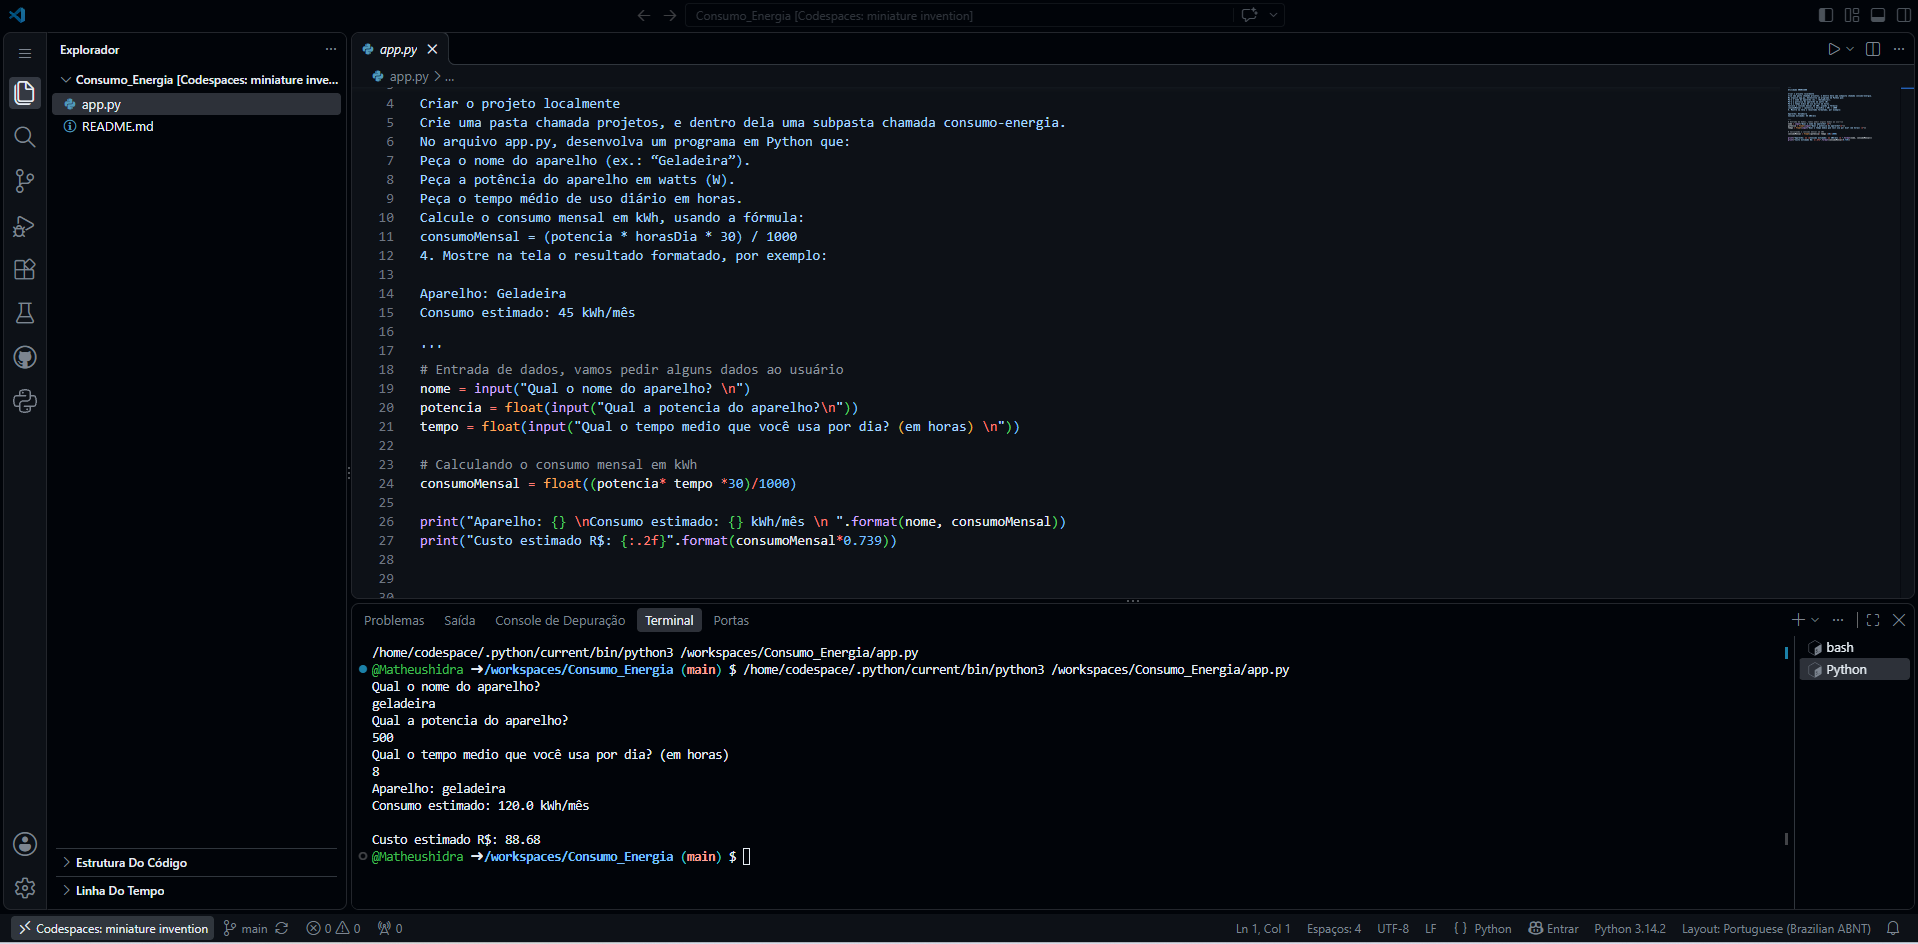 Consumo_Energia [Codespaces: miniature invention]
Explorador
Consumo_Energia [Codespaces: miniature inve...
app.py
README.md
Estrutura Do Código
Linha Do Tempo
app.py
app.py > ...
4 Criar o projeto localmente
5 Crie uma pasta chamada projetos, e dentro dela uma subpasta chamada consumo-energia.
6 No arquivo app.py, desenvolva um programa em Python que:
7 Peça o nome do aparelho (ex.: “Geladeira”).
8 Peça a potência do aparelho em watts (W).
9 Peça o tempo médio de uso diário em horas.
10 Calcule o consumo mensal em kWh, usando a fórmula:
11 consumoMensal = (potencia * horasDia * 30) / 1000
12 4. Mostre na tela o resultado formatado, por exemplo:
13
14 Aparelho: Geladeira
15 Consumo estimado: 45 kWh/mês
16
17 '''
18 # Entrada de dados, vamos pedir alguns dados ao usuário
19 nome = input("Qual o nome do aparelho? \n")
20 potencia = float(input("Qual a potencia do aparelho?\n"))
21 tempo = float(input("Qual o tempo medio que você usa por dia? (em horas) \n"))
22
23 # Calculando o consumo mensal em kWh
24 consumoMensal = float((potencia* tempo *30)/1000)
25
26 print("Aparelho: {} \nConsumo estimado: {} kWh/mês \n ".format(nome, consumoMensal))
27 print("Custo estimado R$: {:.2f}".format(consumoMensal*0.739))
28
29
30
Problemas Saída Console de Depuração Terminal Portas
/home/codespace/.python/current/bin/python3 /workspaces/Consumo_Energia/app.py
@Matheushidra ➜/workspaces/Consumo_Energia (main) $ /home/codespace/.python/current/bin/python3 /workspaces/Consumo_Energia/app.py
Qual o nome do aparelho?
geladeira
Qual a potencia do aparelho?
500
Qual o tempo medio que você usa por dia? (em horas)
8
Aparelho: geladeira
Consumo estimado: 120.0 kWh/mês
Custo estimado R$: 88.68
@Matheushidra ➜/workspaces/Consumo_Energia (main) $
bash
Python
Codespaces: miniature invention main 0 0 0 Ln 1, Col 1 Espaços: 4 UTF-8 LF {} Python Entrar Python 3.14.2 Layout: Portuguese (Brazilian ABNT)